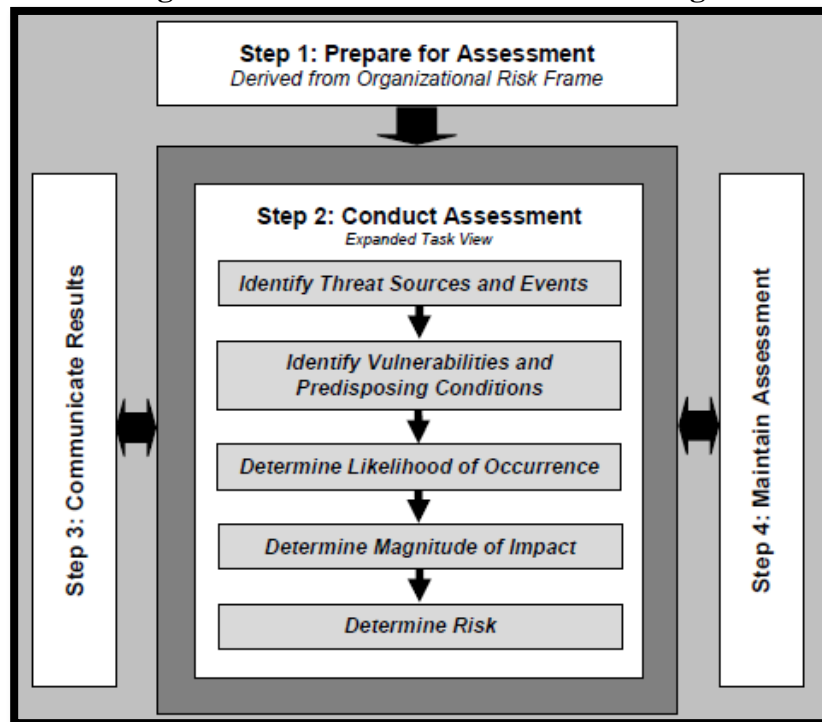 Step 1: Prepare for Assessment
Derived from Organizational Risk Frame
Step 2: Conduct Assessment
Expanded Task View
Identify Threat Sources and Events
Identify Vulnerabilities and
Predisposing Conditions
Determine Likelihood of Occurrence
Determine Magnitude of Impact
Determine Risk
Step 3: Communicate Results
Step 4: Maintain Assessment